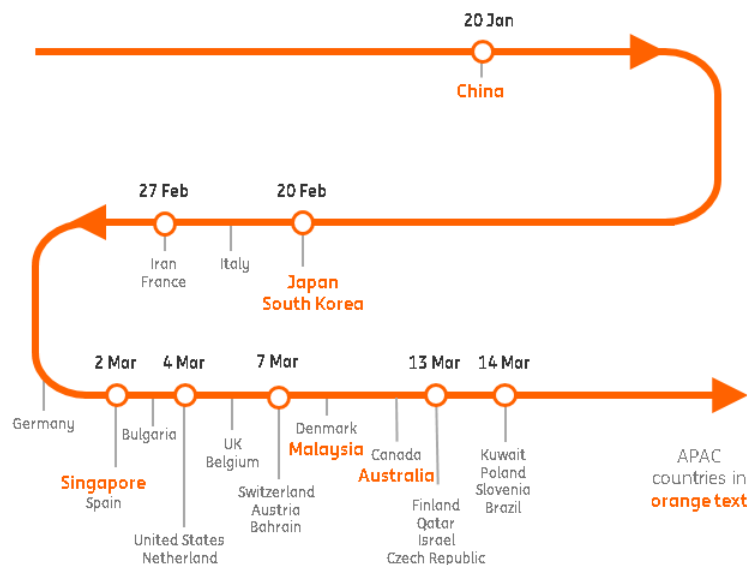 20 Jan
China
27 Feb
20 Feb
Iran
France
Italy
Japan
South Korea
2 Mar
4 Mar
7 Mar
13 Mar
14 Mar
Germany
Singapore
Spain
Bulgaria
United States
Netherland
UK
Belgium
Switzerland
Austria
Bahrain
Denmark
Malaysia
Canada
Australia
Finland
Qatar
Israel
Czech Republic
Kuwait
Poland
Slovenia
Brazil
APAC
countries in
orange text